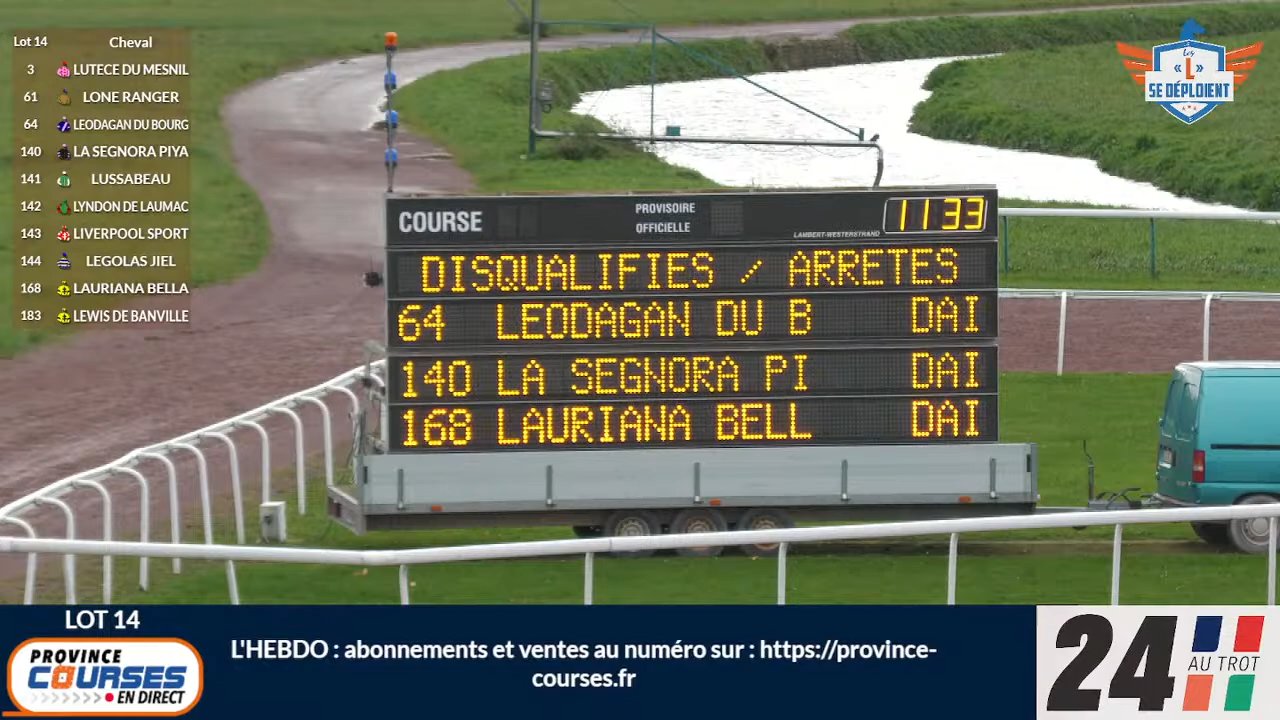 Lot 14 Cheval
3 LUTECE DU MESNIL
61 LONE RANGER
64 LEODAGAN DU BOURG
140 LA SEGNORA PIYA
141 LUSSABEAU
142 LYNDON DE LAUMAC
143 LIVERPOOL SPORT
144 LEGOLAS JIEL
168 LAURIANA BELLA
183 LEWIS DE BANVILLE
Les
« L »
SE DÉPLOIENT
COURSE
PROVISOIRE
OFFICIELLE
LAMBERT-WESTERSTRAND
1133
DISQUALIFIES / ARRETES
64 LEODAGAN DU B DAI
140 LA SEGNORA PI DAI
168 LAURIANA BELL DAI
LOT 14
PROVINCE
COURSES
EN DIRECT
L'HEBDO : abonnements et ventes au numéro sur : https://province-
courses.fr
24
AU TROT